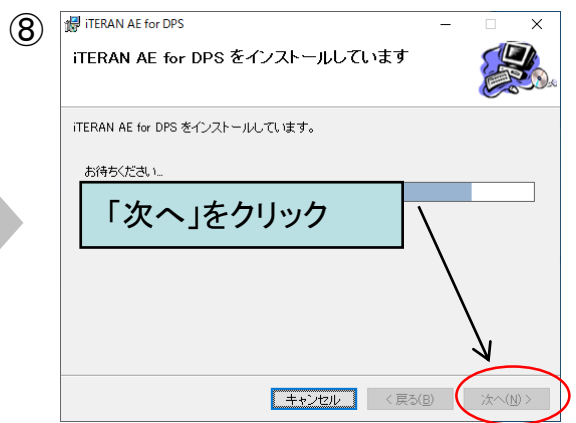 ⑧
iTERAN AE for DPS
iTERAN AE for DPS をインストールしています
iTERAN AE for DPS をインストールしています。
お待ちください...
「次へ」をクリック
キャンセル
< 戻る(B)
次へ(N) >